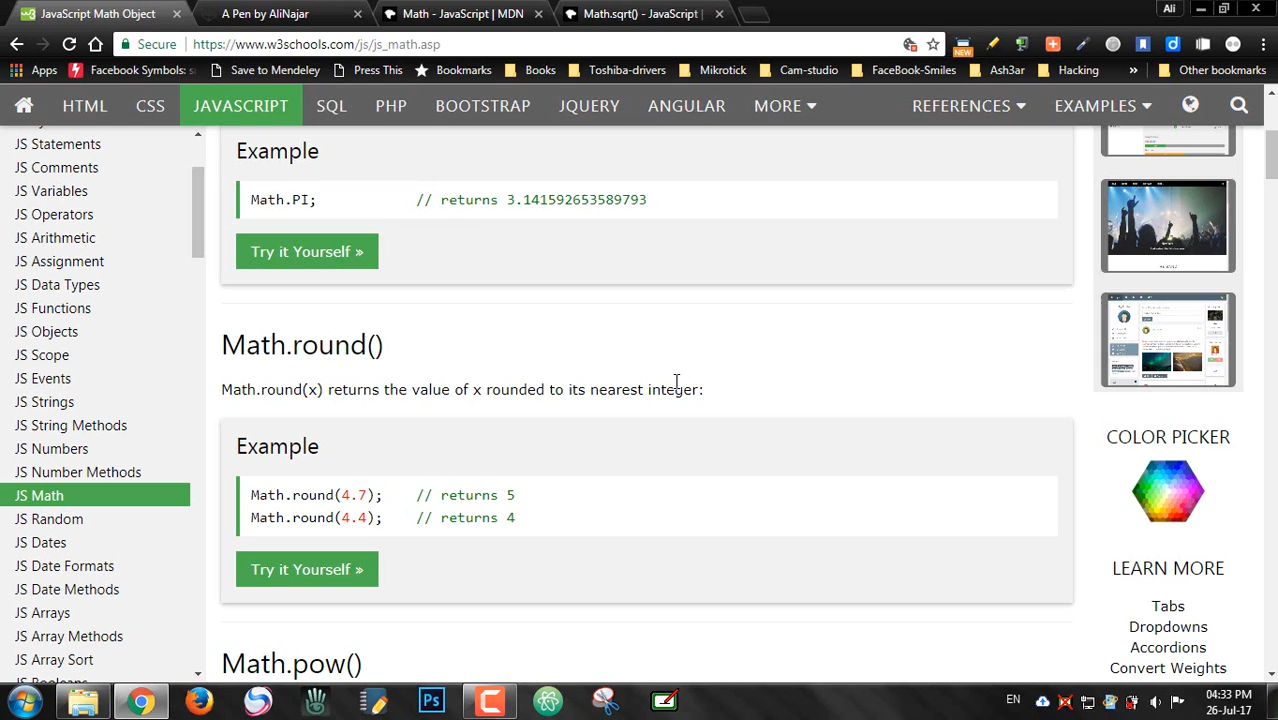 JavaScript Math Object
A Pen by AliNajar
Math - JavaScript | MDN
Math.sqrt() - JavaScript |
Ali
Secure
https://www.w3schools.com/js/js_math.asp
NEW
Apps
Facebook Symbols: s
Save to Mendeley
Press This
Bookmarks
Books
Toshiba-drivers
Mikrotick
Cam-studio
FaceBook-Smiles
Ash3ar
Hacking
»
Other bookmarks
HTML
CSS
JAVASCRIPT
SQL
PHP
BOOTSTRAP
JQUERY
ANGULAR
MORE
REFERENCES
EXAMPLES
JS Statements
JS Comments
JS Variables
JS Operators
JS Arithmetic
JS Assignment
JS Data Types
JS Functions
JS Objects
JS Scope
JS Events
JS Strings
JS String Methods
JS Numbers
JS Number Methods
JS Math
JS Random
JS Dates
JS Date Formats
JS Date Methods
JS Arrays
JS Array Methods
JS Array Sort
Example
Math.PI; // returns 3.141592653589793
Try it Yourself »
Math.round()
Math.round(x) returns the value of x rounded to its nearest integer:
Example
Math.round(4.7); // returns 5
Math.round(4.4); // returns 4
Try it Yourself »
Math.pow()
COLOR PICKER
LEARN MORE
Tabs
Dropdowns
Accordions
Convert Weights
Ps
EN
04:33 PM
26-Jul-17